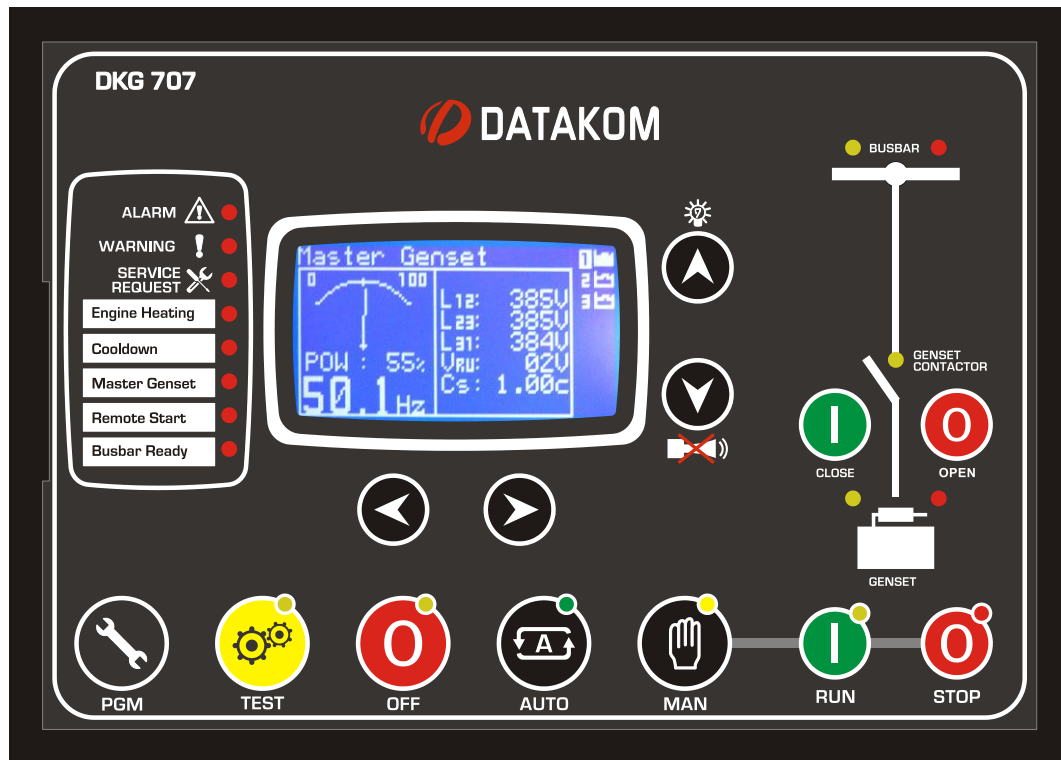 DKG 707
DATAKOM
BUSBAR
ALARM
WARNING
SERVICE
REQUEST
Engine Heating
Cooldown
Master Genset
Remote Start
Busbar Ready
Master Genset
0 100
L12: 385V
L23: 385V
L31: 384V
VRU: 02V
Cs: 1.00c
POW : 55%
50.1Hz
1
2
3
GENSET
CONTACTOR
I
CLOSE
O
OPEN
GENSET
PGM
TEST
O
OFF
A
AUTO
MAN
I
RUN
O
STOP